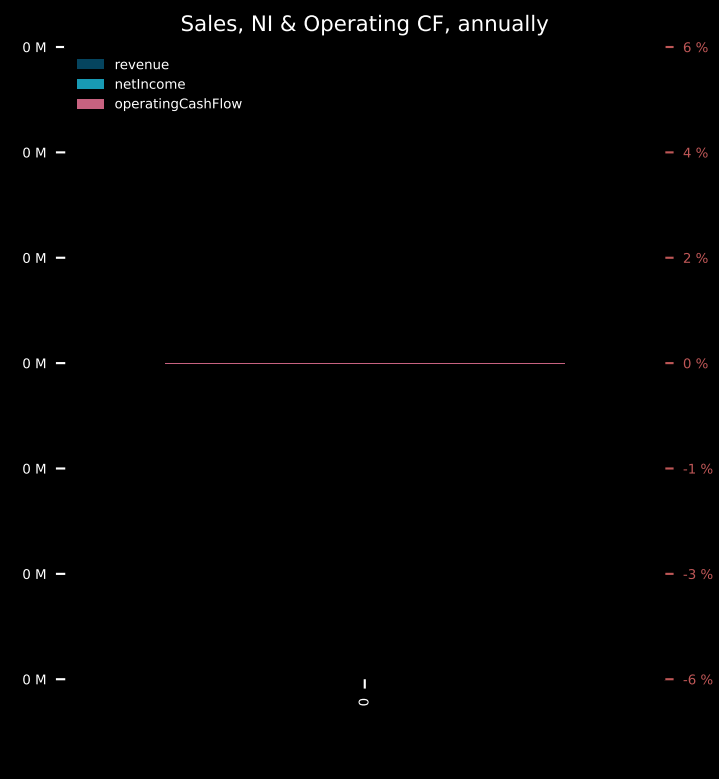 Sales, NI & Operating CF, annually
0 M
6 %
revenue
netIncome
operatingCashFlow
0 M
4 %
0 M
2 %
0 M
0 %
0 M
-1 %
0 M
-3 %
0 M
-6 %
0